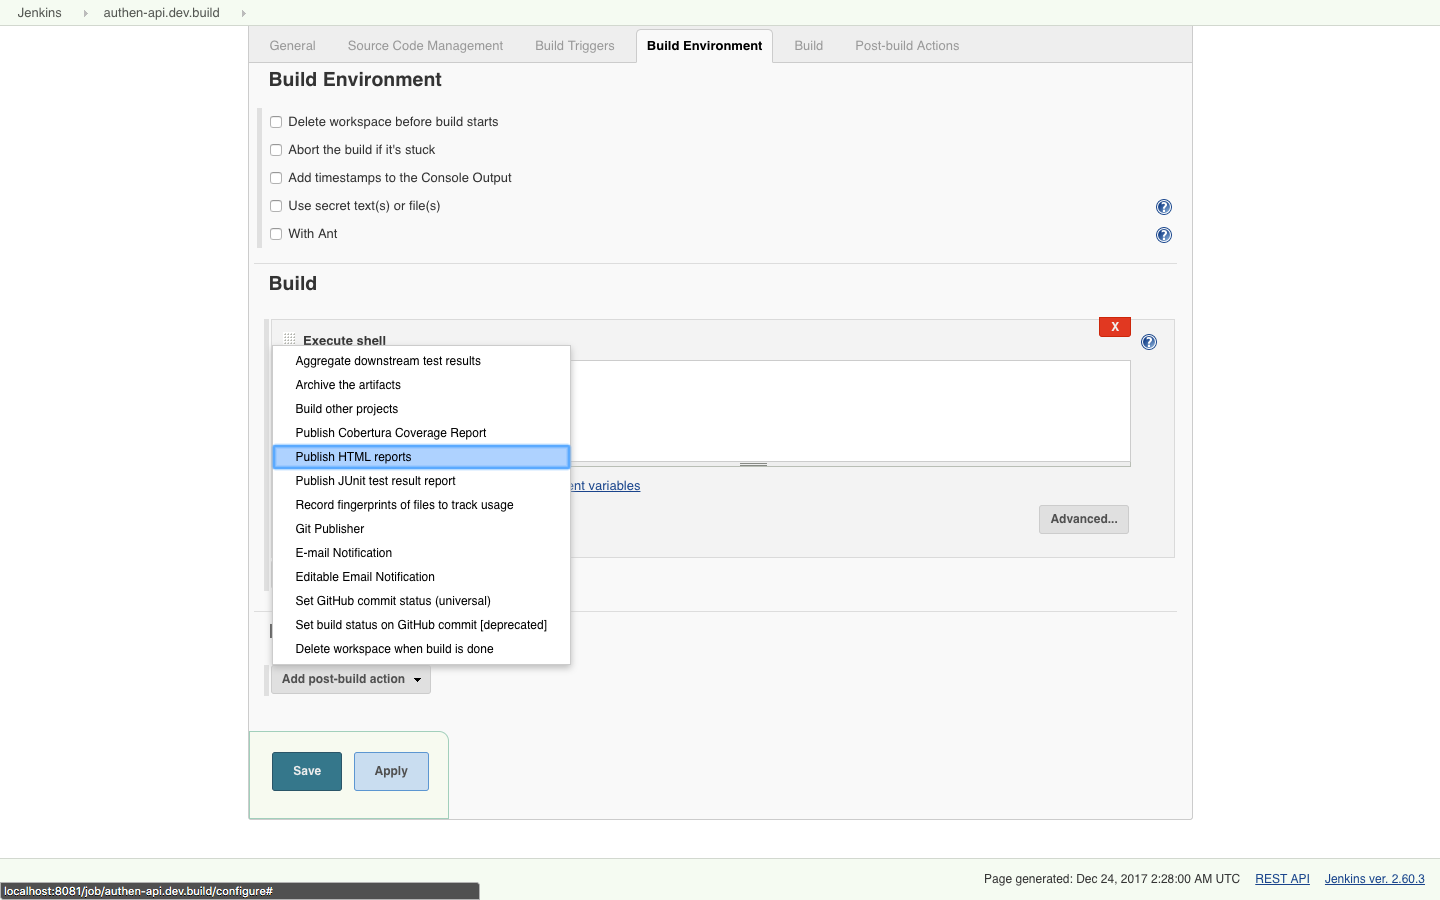 Jenkins
authen-api.dev.build
General
Source Code Management
Build Triggers
Build Environment
Build
Post-build Actions
Build Environment
Delete workspace before build starts
Abort the build if it's stuck
Add timestamps to the Console Output
Use secret text(s) or file(s)
?
With Ant
?
Build
X
Execute shell
?
Aggregate downstream test results
Archive the artifacts
Build other projects
Publish Cobertura Coverage Report
Publish HTML reports
Publish JUnit test result report
variables
Record fingerprints of files to track usage
Advanced...
Git Publisher
E-mail Notification
Editable Email Notification
Set GitHub commit status (universal)
Set build status on GitHub commit [deprecated]
Delete workspace when build is done
Add post-build action
Save
Apply
Page generated: Dec 24, 2017 2:28:00 AM UTC
REST API
Jenkins ver. 2.60.3
localhost:8081/job/authen-api.dev.build/configure#